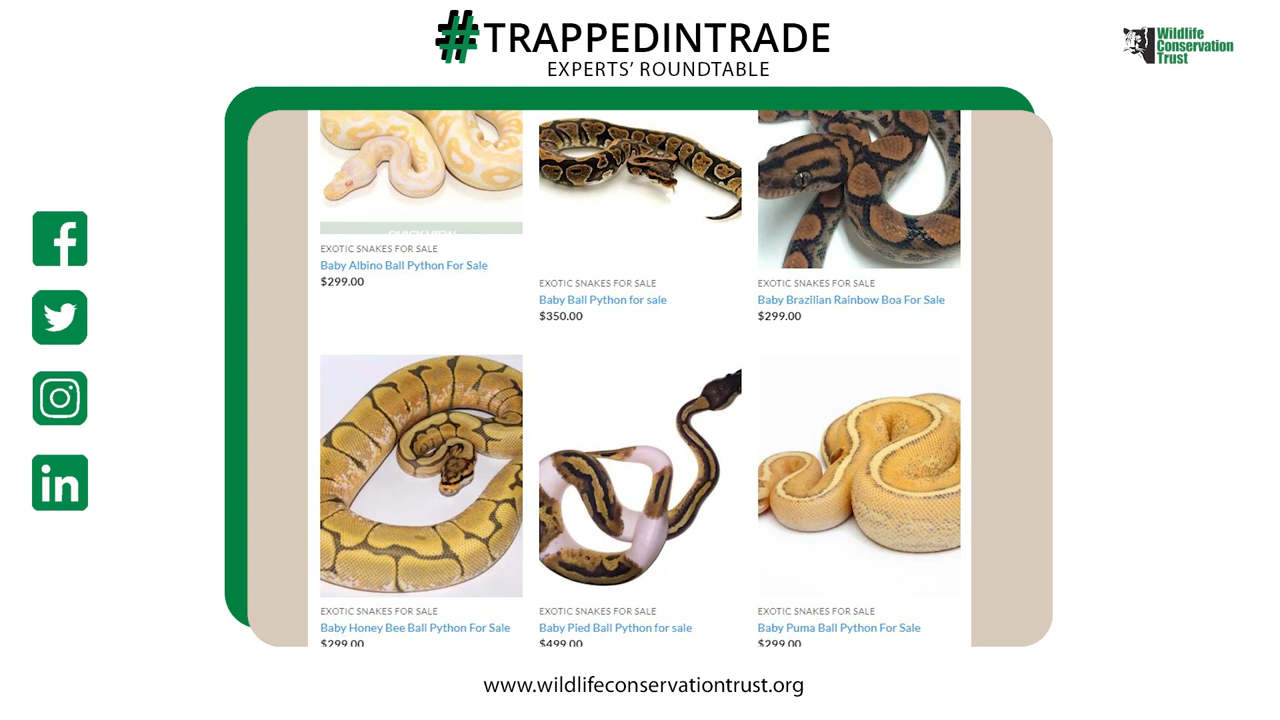 #TRAPPEDINTRADE
EXPERTS' ROUNDTABLE
Wildlife
Conservation
Trust
QUICK VIEW
EXOTIC SNAKES FOR SALE
Baby Albino Ball Python For Sale
$299.00
EXOTIC SNAKES FOR SALE
Baby Ball Python for sale
$350.00
EXOTIC SNAKES FOR SALE
Baby Brazilian Rainbow Boa For Sale
$299.00
EXOTIC SNAKES FOR SALE
Baby Honey Bee Ball Python For Sale
$299.00
EXOTIC SNAKES FOR SALE
Baby Pied Ball Python for sale
$499.00
EXOTIC SNAKES FOR SALE
Baby Puma Ball Python For Sale
$299.00
www.wildlifeconservationtrust.org